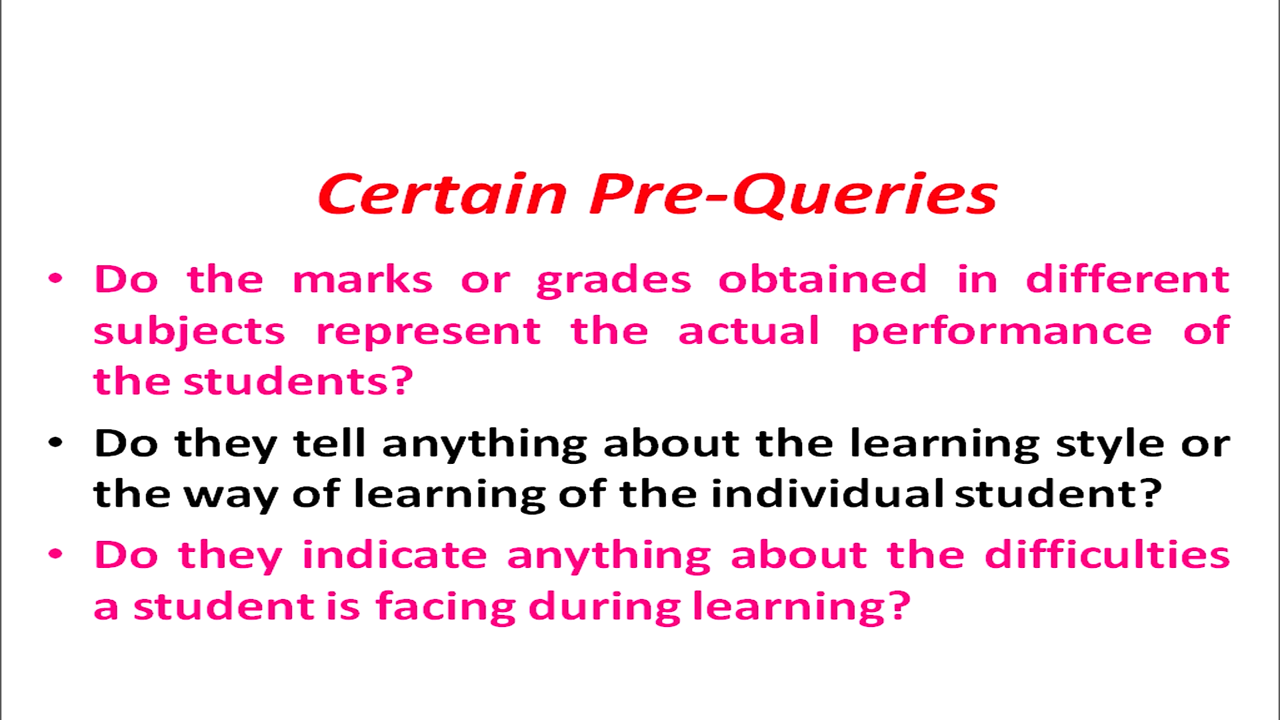 Certain Pre-Queries
• Do the marks or grades obtained in different
subjects represent the actual performance of
the students?
• Do they tell anything about the learning style or
the way of learning of the individual student?
• Do they indicate anything about the difficulties
a student is facing during learning?